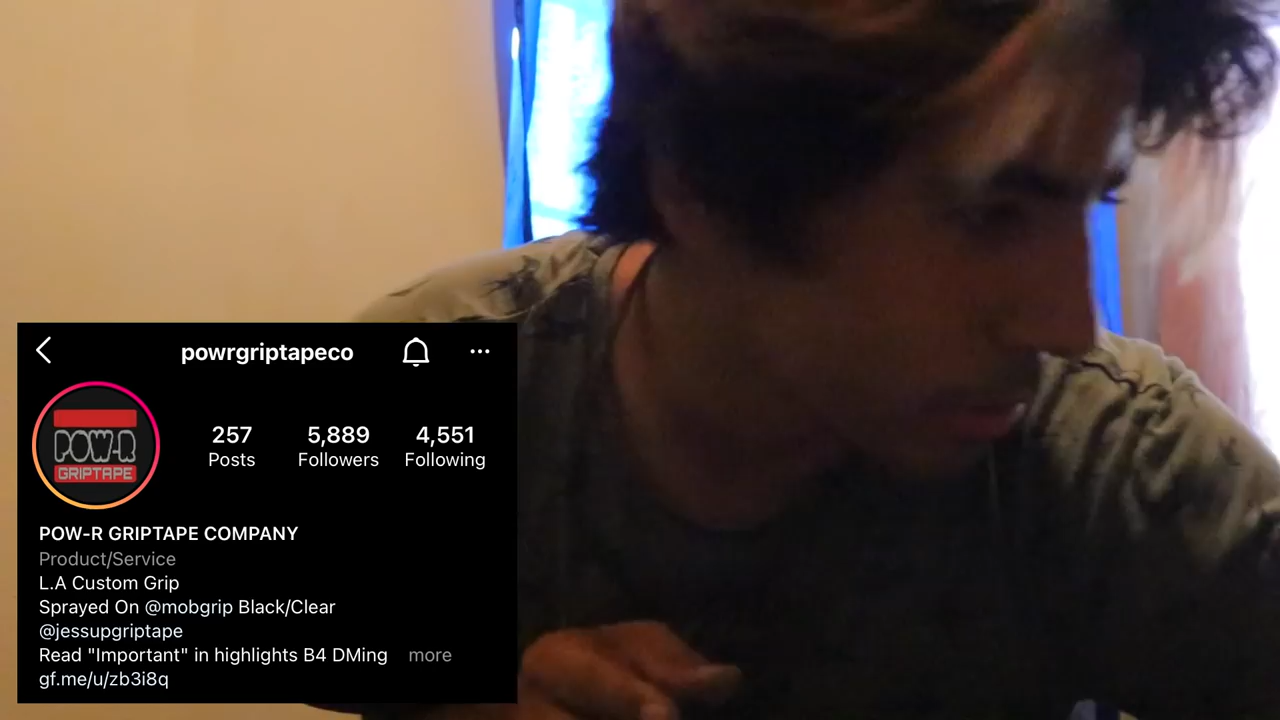 powrgriptapeco
POW-R
GRIPTAPE
257 5,889 4,551
Posts Followers Following
POW-R GRIPTAPE COMPANY
Product/Service
L.A Custom Grip
Sprayed On @mobgrip Black/Clear
@jessupgriptape
Read "Important" in highlights B4 DMing more
gf.me/u/zb3i8q